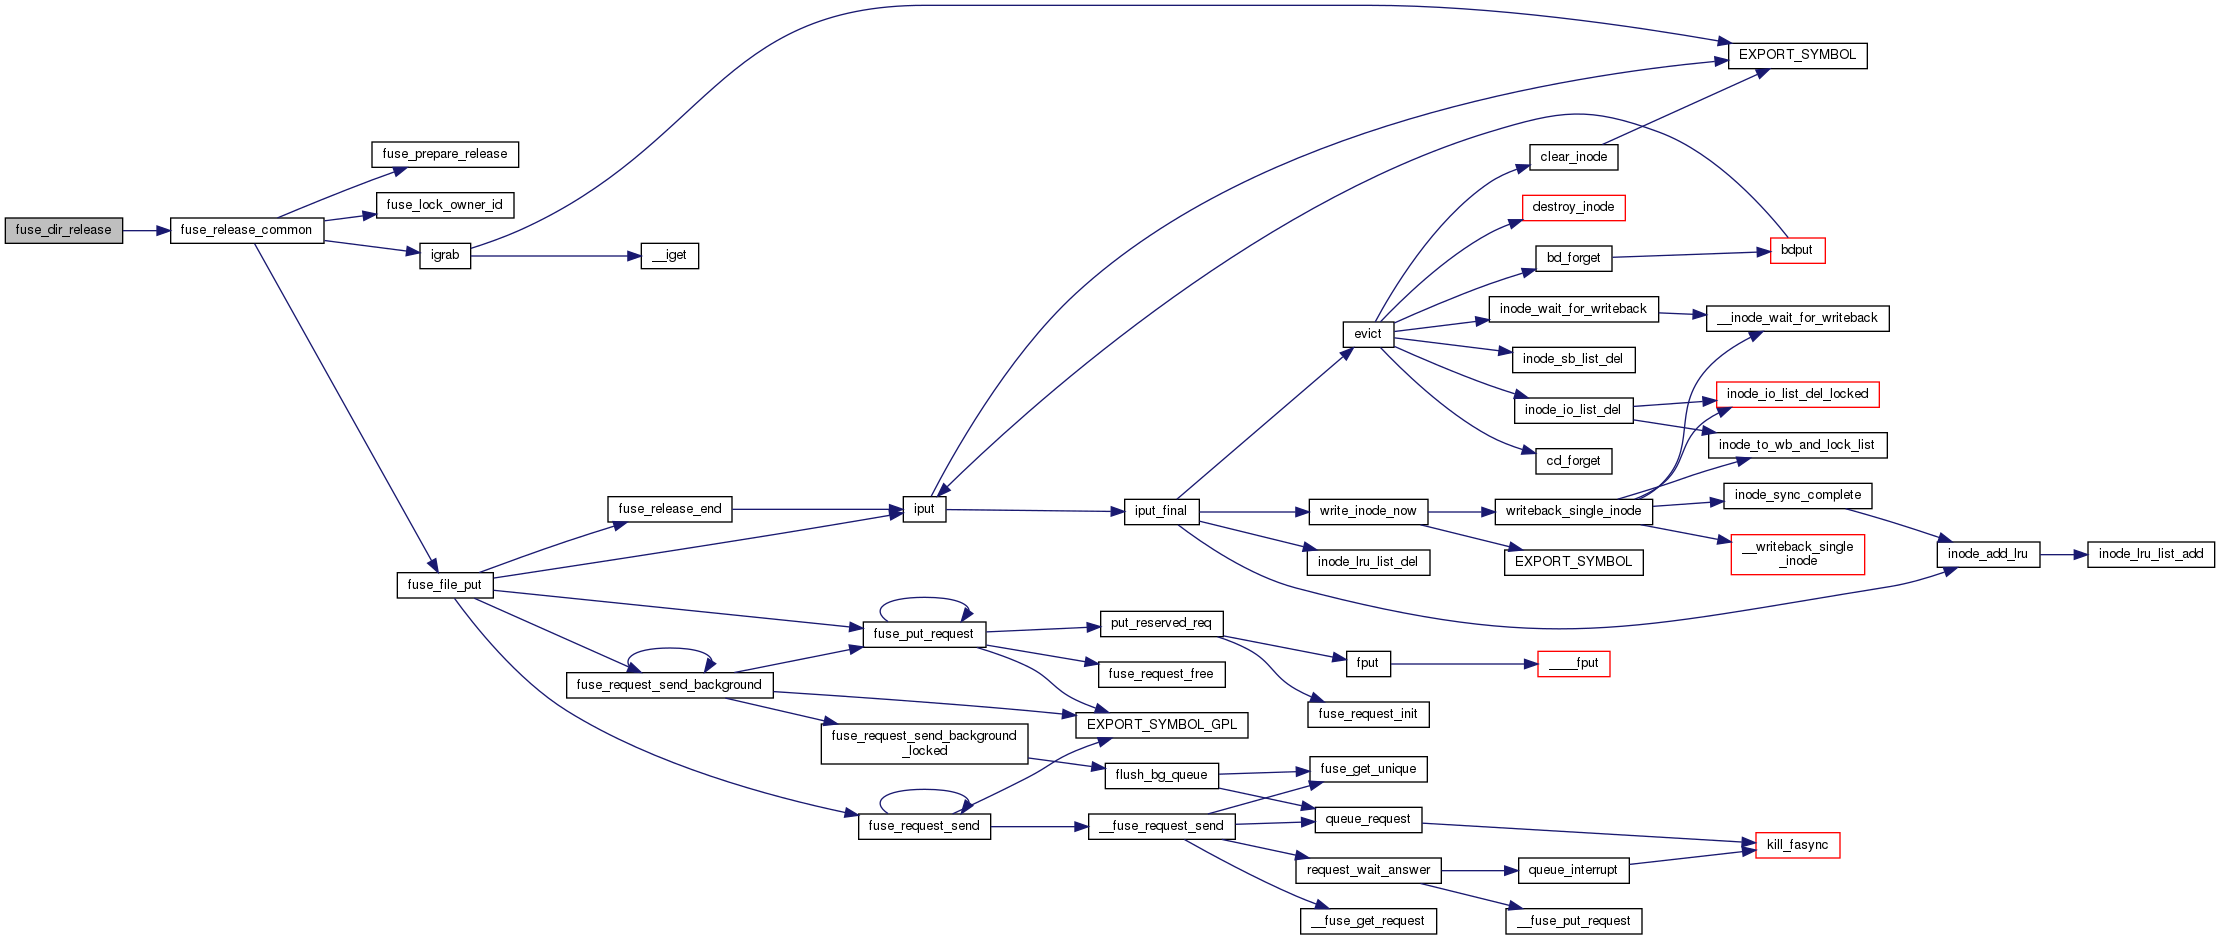 EXPORT_SYMBOL
fuse_prepare_release
clear_inode
fuse_lock_owner_id
destroy_inode
fuse_dir_release
fuse_release_common
igrab
__iget
bd_forget
bdput
inode_wait_for_writeback
__inode_wait_for_writeback
evict
inode_sb_list_del
inode_io_list_del
inode_io_list_del_locked
inode_to_wb_and_lock_list
cd_forget
fuse_release_end
iput
iput_final
write_inode_now
writeback_single_inode
inode_sync_complete
inode_lru_list_del
EXPORT_SYMBOL
__writeback_single
_inode
inode_add_lru
inode_lru_list_add
fuse_file_put
fuse_put_request
put_reserved_req
fput
____fput
fuse_request_send_background
fuse_request_free
fuse_request_init
EXPORT_SYMBOL_GPL
fuse_request_send_background
_locked
flush_bg_queue
fuse_get_unique
fuse_request_send
__fuse_request_send
queue_request
kill_fasync
request_wait_answer
queue_interrupt
__fuse_get_request
__fuse_put_request